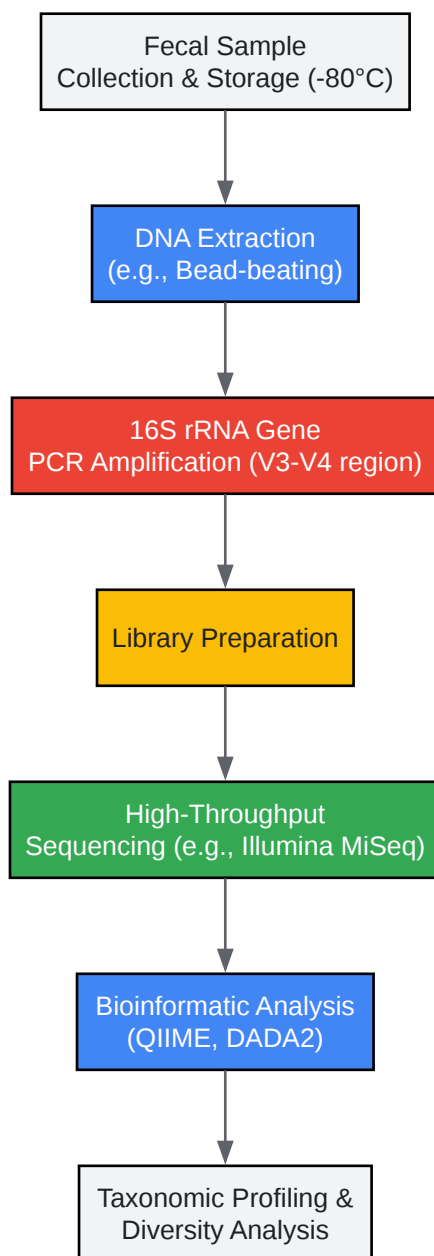 Fecal Sample
Collection & Storage (-80°C)
DNA Extraction
(e.g., Bead-beating)
16S rRNA Gene
PCR Amplification (V3-V4 region)
Library Preparation
High-Throughput
Sequencing (e.g., Illumina MiSeq)
Bioinformatic Analysis
(QIIME, DADA2)
Taxonomic Profiling &
Diversity Analysis